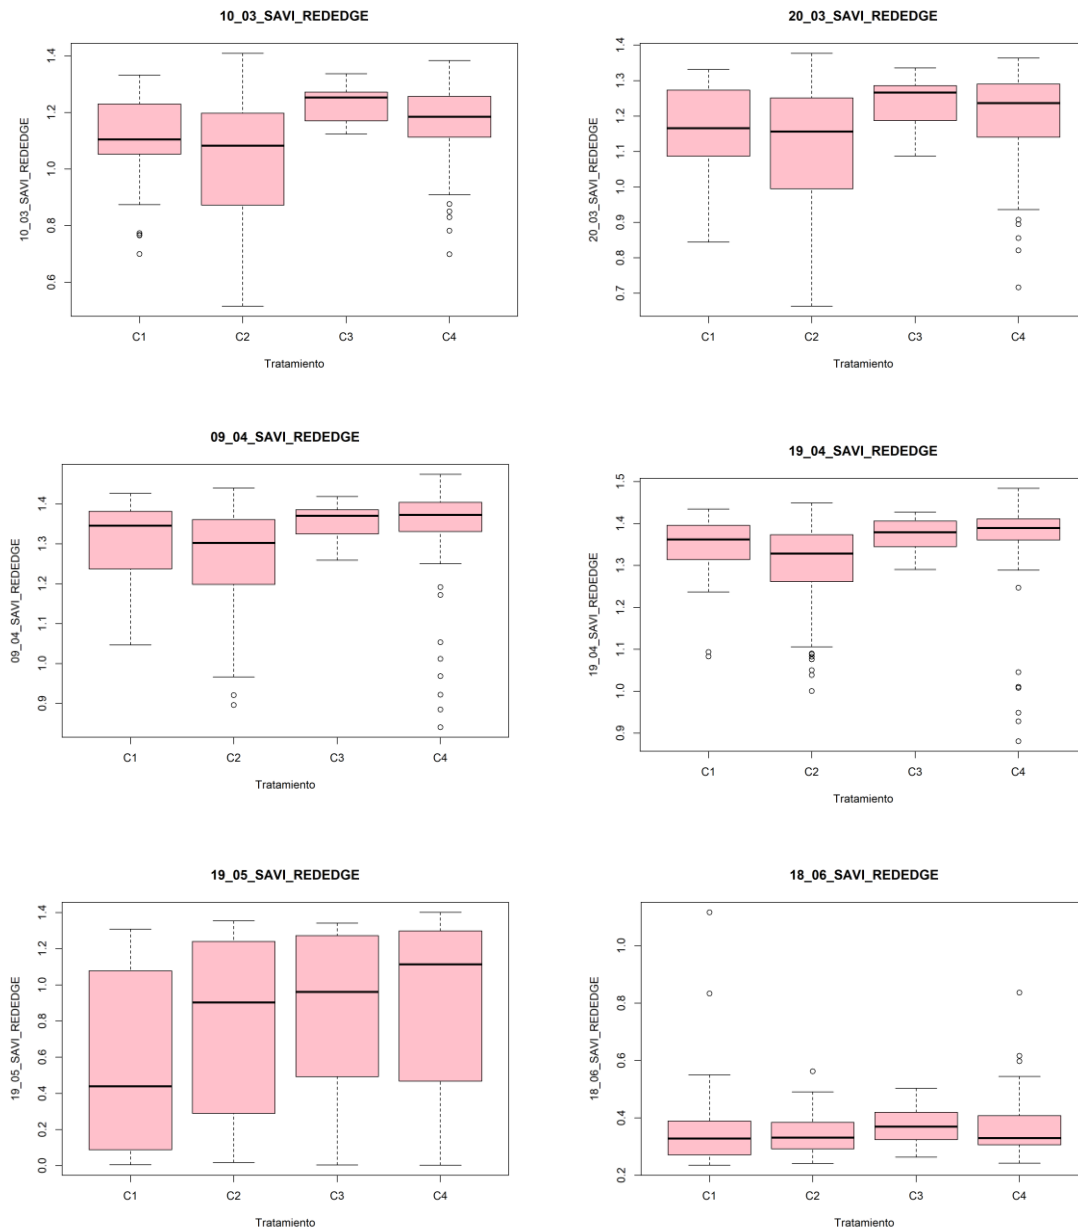 10_03_SAVI_REDEDGE
10_03_SAVI_REDEDGE
1.4
1.2
1.0
0.8
0.6
C1 C2 C3 C4
Tratamiento
20_03_SAVI_REDEDGE
20_03_SAVI_REDEDGE
1.4
1.3
1.2
1.1
1.0
0.9
0.8
0.7
C1 C2 C3 C4
Tratamiento
09_04_SAVI_REDEDGE
09_04_SAVI_REDEDGE
1.4
1.3
1.2
1.1
1.0
0.9
C1 C2 C3 C4
Tratamiento
19_04_SAVI_REDEDGE
19_04_SAVI_REDEDGE
1.5
1.4
1.3
1.2
1.1
1.0
0.9
C1 C2 C3 C4
Tratamiento
19_05_SAVI_REDEDGE
19_05_SAVI_REDEDGE
1.4
1.2
1.0
0.8
0.6
0.4
0.2
0.0
C1 C2 C3 C4
Tratamiento
18_06_SAVI_REDEDGE
18_06_SAVI_REDEDGE
1.0
0.8
0.6
0.4
0.2
C1 C2 C3 C4
Tratamiento